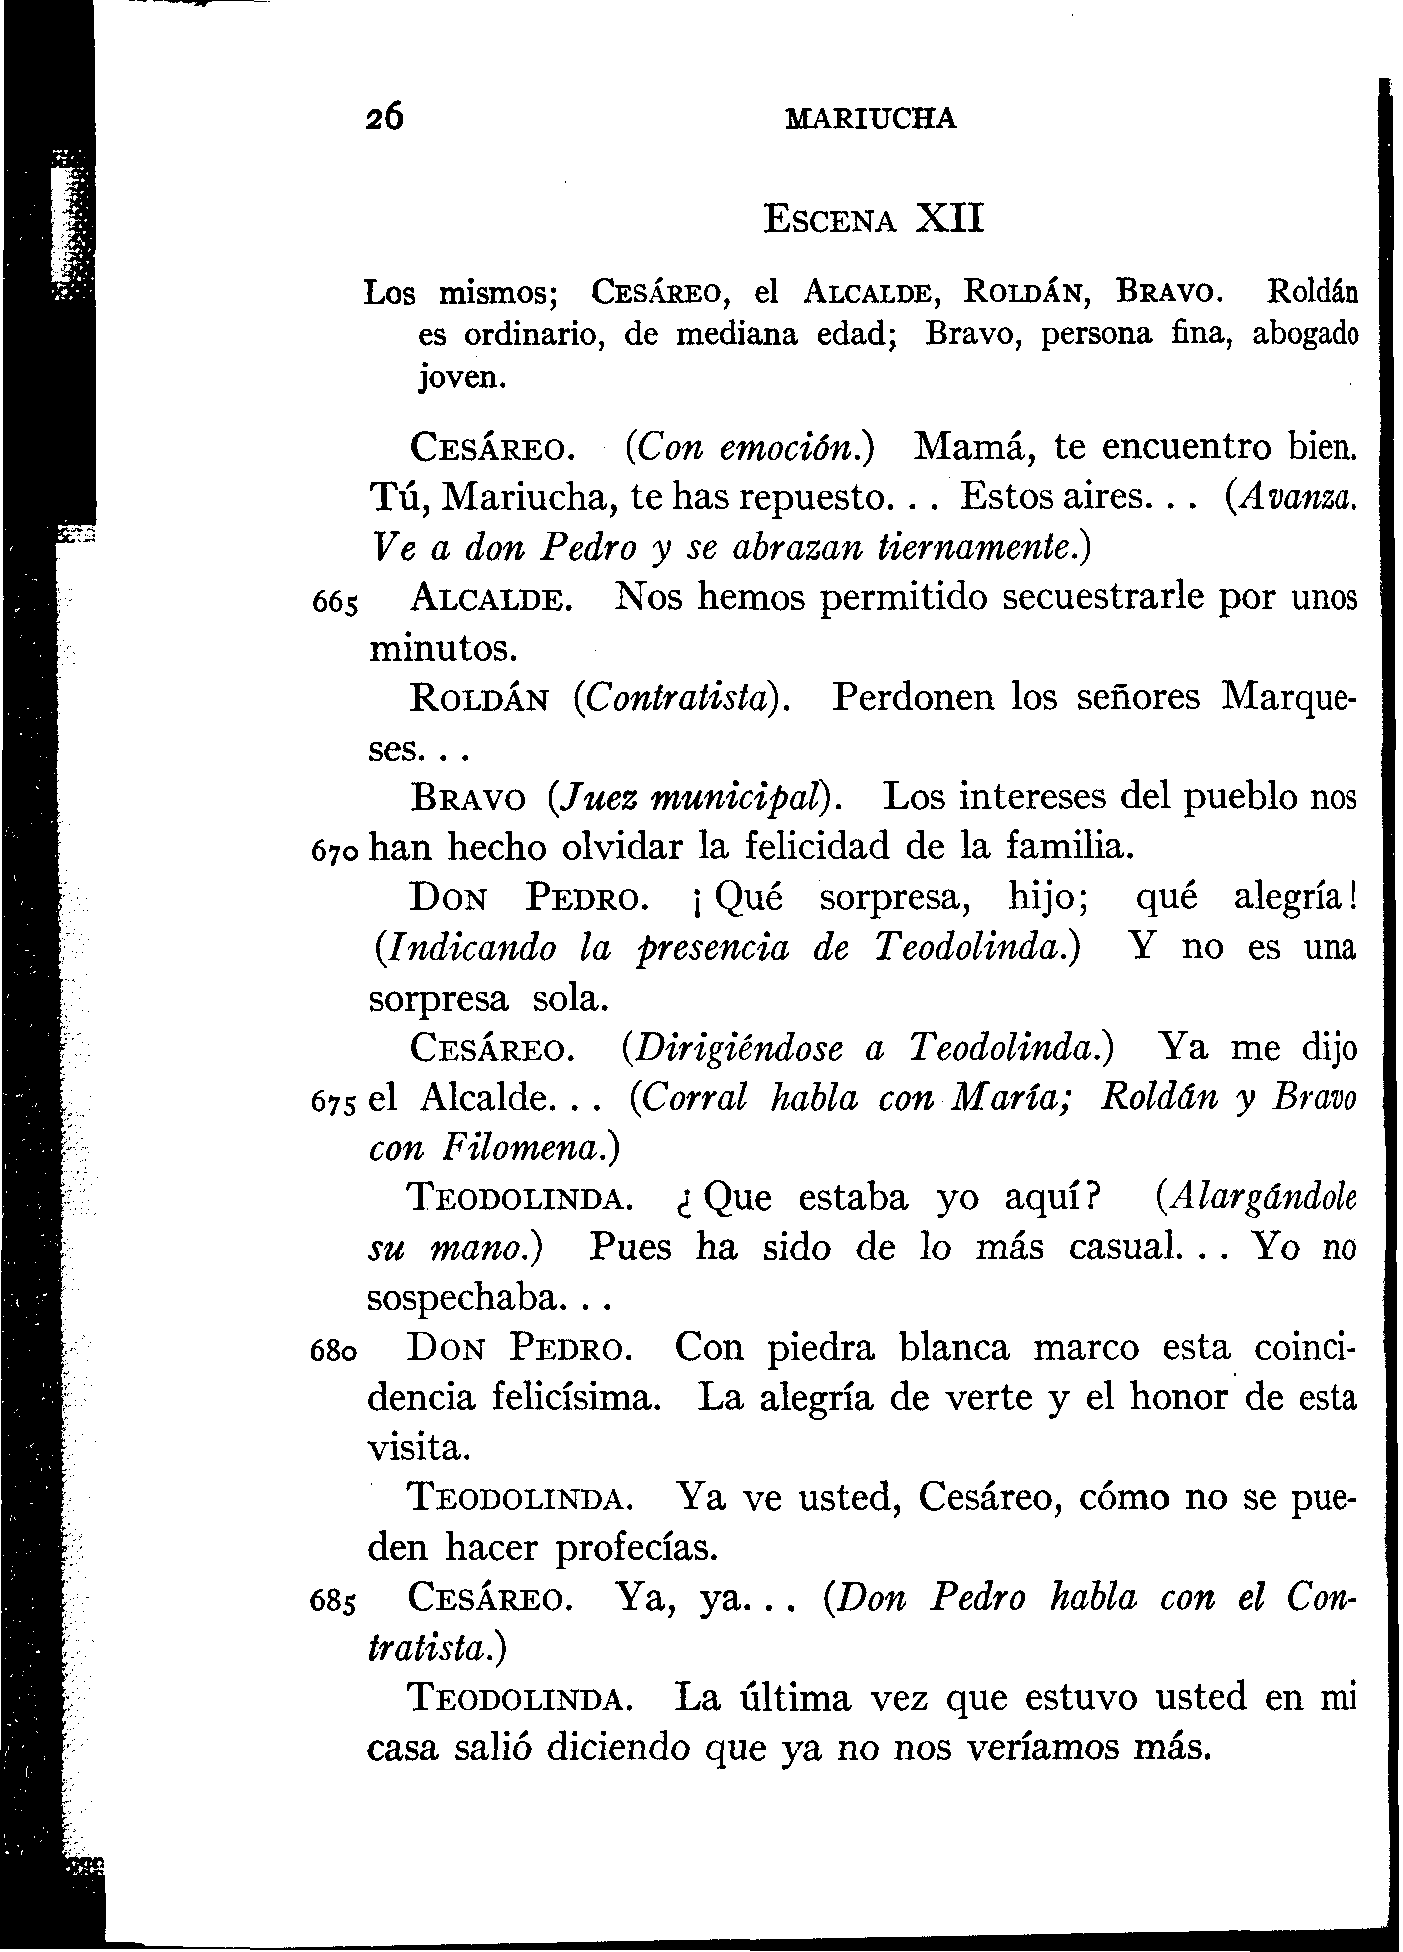 26 MARIUCHA
ESCENA XII
Los mismos; CESÁREO, el ALCALDE, ROLDÁN, BRAVO. Roldán
es ordinario, de mediana edad; Bravo, persona fina, abogado
joven.
CESÁREO. (Con emoción.) Mamá, te encuentro bien.
Tú, Mariucha, te has repuesto. . . Estos aires. . . (Avanza.
Ve a don Pedro y se abrazan tiernamente.)
665 ALCALDE. Nos hemos permitido secuestrarle por unos
minutos.
ROLDÁN (Contratista). Perdonen los señores Marque-
ses. . .
BRAVO (Juez municipal). Los intereses del pueblo nos
670 han hecho olvidar la felicidad de la familia.
DON PEDRO. ¡ Qué sorpresa, hijo; qué alegría!
(Indicando la presencia de Teodolinda.) Y no es una
sorpresa sola.
CESÁREO. (Dirigiéndose a Teodolinda.) Ya me dijo
675 el Alcalde. . . (Corral habla con María; Roldán y Bravo
con Filomena.)
TEODOLINDA. ¿ Que estaba yo aquí? (Alargándole
su mano.) Pues ha sido de lo más casual. . . Yo no
sospechaba. . .
680 DON PEDRO. Con piedra blanca marco esta coinci-
dencia felicísima. La alegría de verte y el honor de esta
visita.
TEODOLINDA. Ya ve usted, Cesáreo, cómo no se pue-
den hacer profecías.
685 CESÁREO. Ya, ya. . . (Don Pedro habla con el Con-
tratista.)
TEODOLINDA. La última vez que estuvo usted en mi
casa salió diciendo que ya no nos veríamos más.